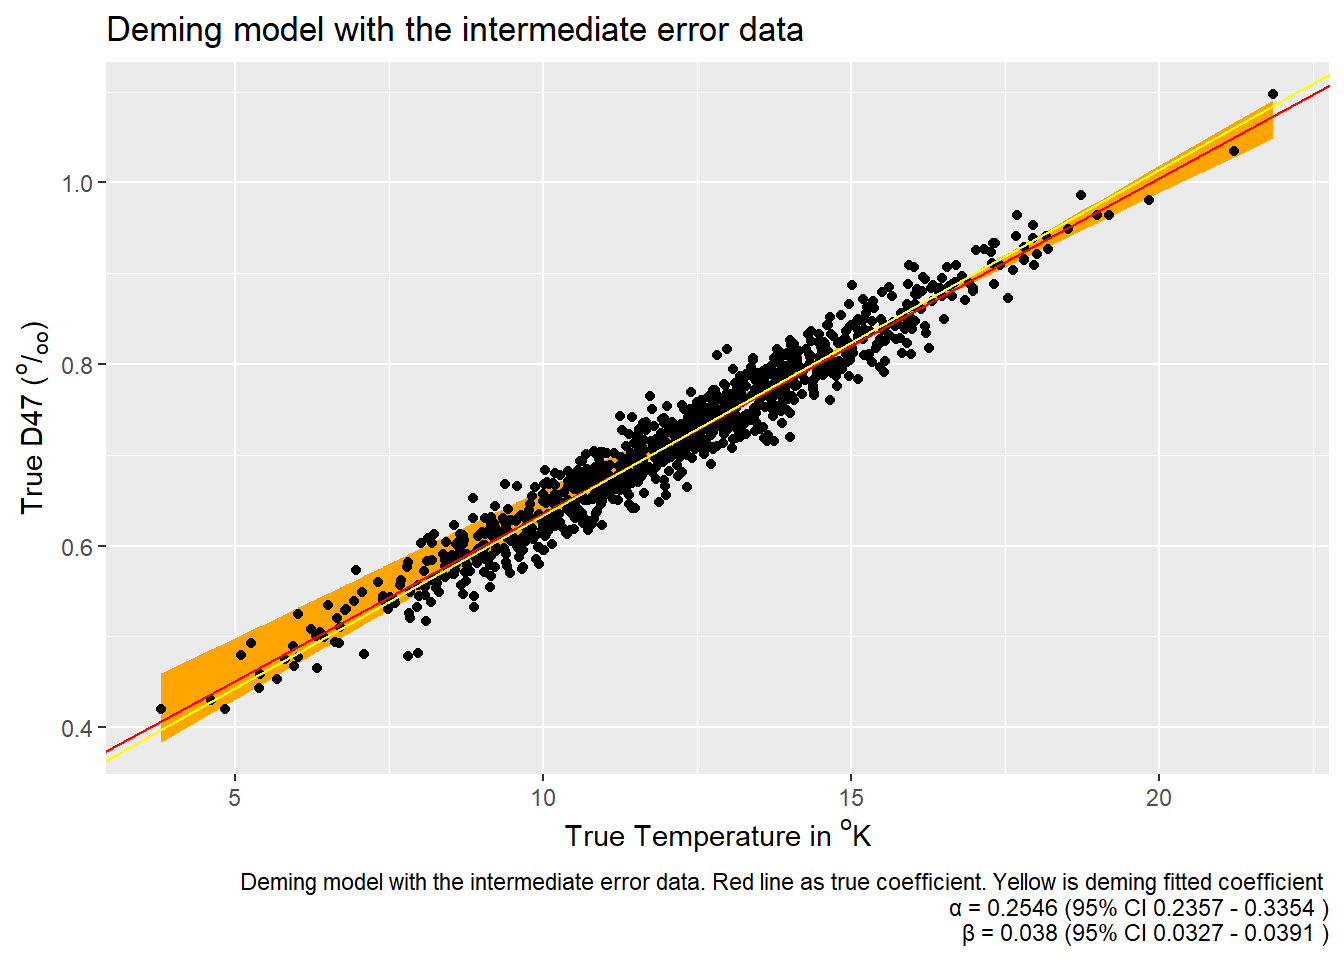 Deming model with the intermediate error data
True D47 (º/ₒₒ)
1.0
0.8
0.6
0.4
5 10 15 20
True Temperature in ºK
Deming model with the intermediate error data. Red line as true coefficient. Yellow is deming fitted coefficient
α = 0.2546 (95% CI 0.2357 - 0.3354 )
β = 0.038 (95% CI 0.0327 - 0.0391 )